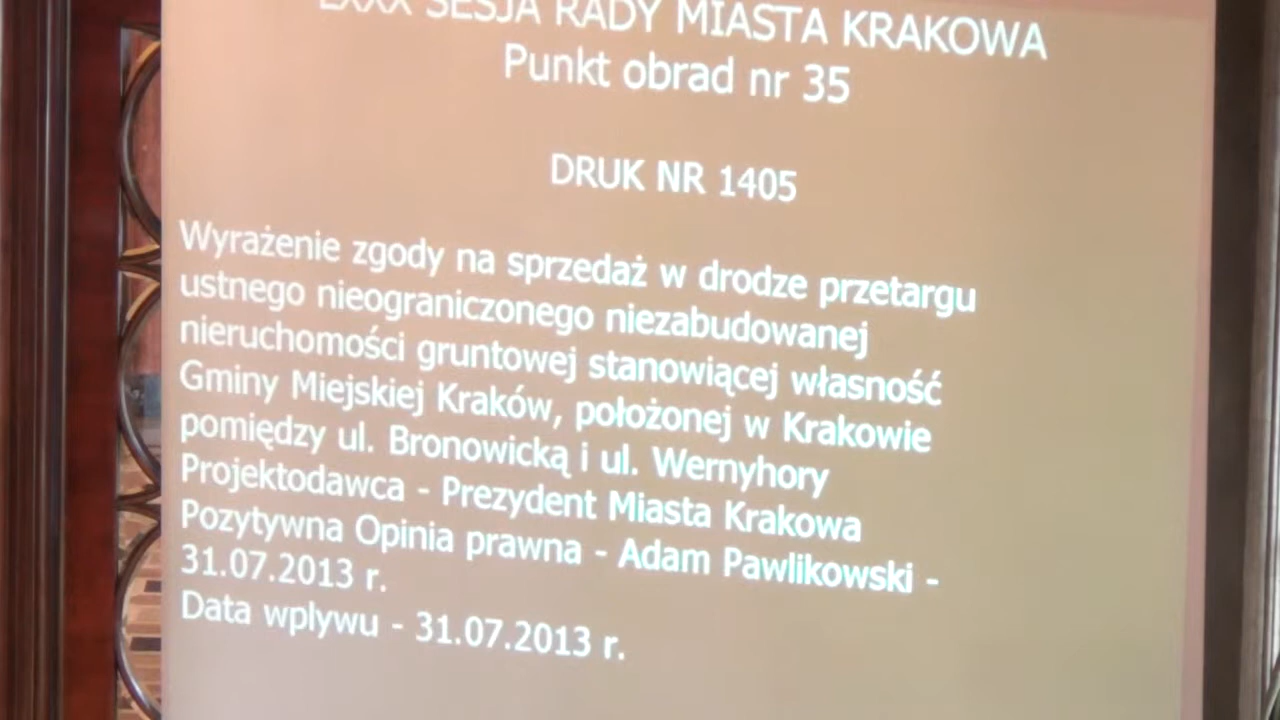 LXXX SESJA RADY MIASTA KRAKOWA
Punkt obrad nr 35
DRUK NR 1405
Wyrażenie zgody na sprzedaż w drodze przetargu
ustnego nieograniczonego niezabudowanej
nieruchomości gruntowej stanowiącej własność
Gminy Miejskiej Kraków, położonej w Krakowie
pomiędzy ul. Bronowicką i ul. Wernyhory
Projektodawca - Prezydent Miasta Krakowa
Pozytywna Opinia prawna - Adam Pawlikowski -
31.07.2013 r.
Data wpływu - 31.07.2013 r.